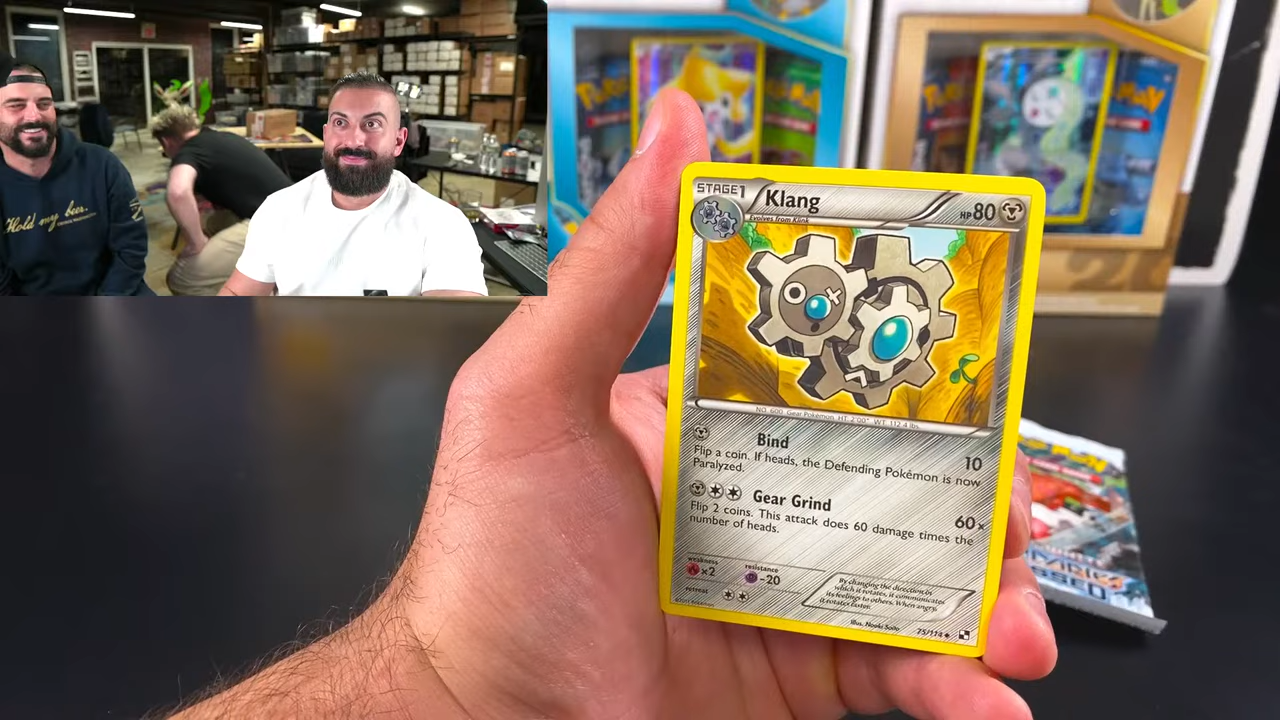 Hold my beer.
STAGE 1
Klang
HP 80
Evolves from Klink
NO. 600 Gear Pokémon HT. 2'00" WT. 112.4 lbs.
Bind 10
Flip a coin. If heads, the Defending Pokémon is now
Paralyzed.
Gear Grind 60×
Flip 2 coins. This attack does 60 damage times the
number of heads.
weakness
×2
resistance
-20
retreat
By changing the direction in
which it rotates, it communicates
its feelings to others. When angry,
it rotates faster.
Illus. Naoki Saito
75/114